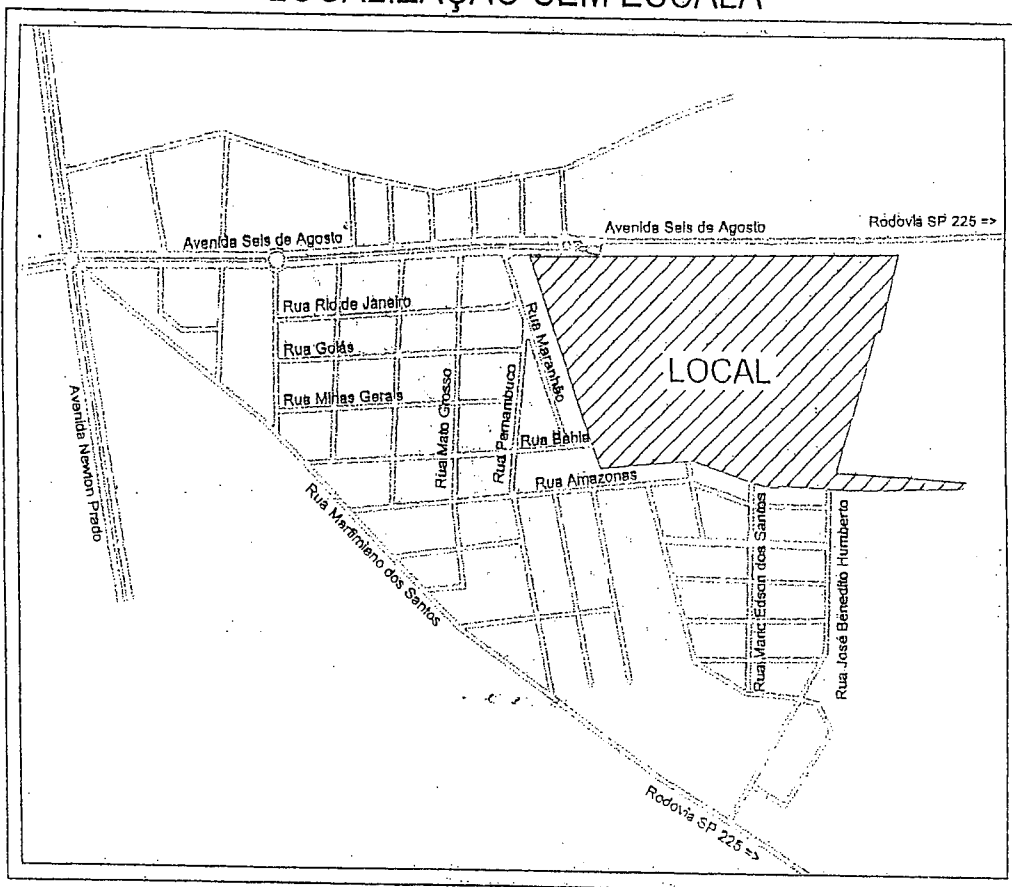 LOCALIZAÇÃO SEM ESCALA
Avenida Seis de Agosto
Avenida Seis de Agosto
Rodovia SP 225 =>
Rua Rio de Janeiro
Rua Goiás
Rua Minas Gerais
Rua Maranhão
LOCAL
Avenida Newton Prado
Rua Mato Grosso
Rua Pernambuco
Rua Bahia
Rua Amazonas
Rua Martimiano dos Santos
Rua Mario Edson dos Santos
Rua José Benedito Humberto
Rodovia SP 225 =>